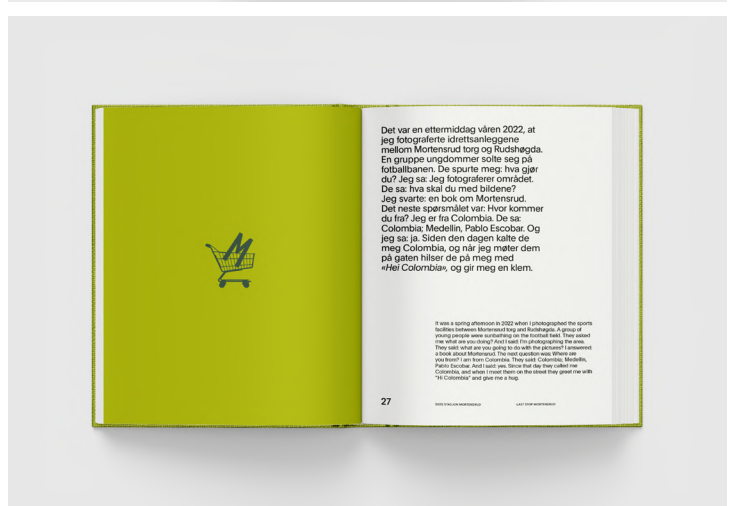 M
Det var en ettermiddag våren 2022, at
jeg fotograferte idrettsanleggene
mellom Mortensrud torg og Rudshøgda.
En gruppe ungdommer solte seg på
fotballbanen. De spurte meg: hva gjør
du? Jeg sa: Jeg fotograferer området.
De sa: hva skal du med bildene?
Jeg svarte: en bok om Mortensrud.
Det neste spørsmålet var: Hvor kommer
du fra? Jeg er fra Colombia. De sa:
Colombia; Medellin, Pablo Escobar. Og
jeg sa: ja. Siden den dagen kalte de
meg Colombia, og når jeg møter dem
på gaten hilser de på meg med
«Hei Colombia», og gir meg en klem.
It was a spring afternoon in 2022 when I photographed the sports
facilities between Mortensrud torg and Rudshøgda. A group of
young people were sunbathing on the football field. They asked
me: what are you doing? And I said: I'm photographing the area.
They said: what are you going to do with the pictures? I answered:
a book about Mortensrud. The next question was: Where are
you from? I am from Colombia. They said: Colombia; Medellin,
Pablo Escobar. And I said: yes. Since that day they called me
Colombia, and when I meet them on the street they greet me with
"Hi Colombia" and give me a hug.
27
SISTE STASJON MORTENSRUD
LAST STOP MORTENSRUD